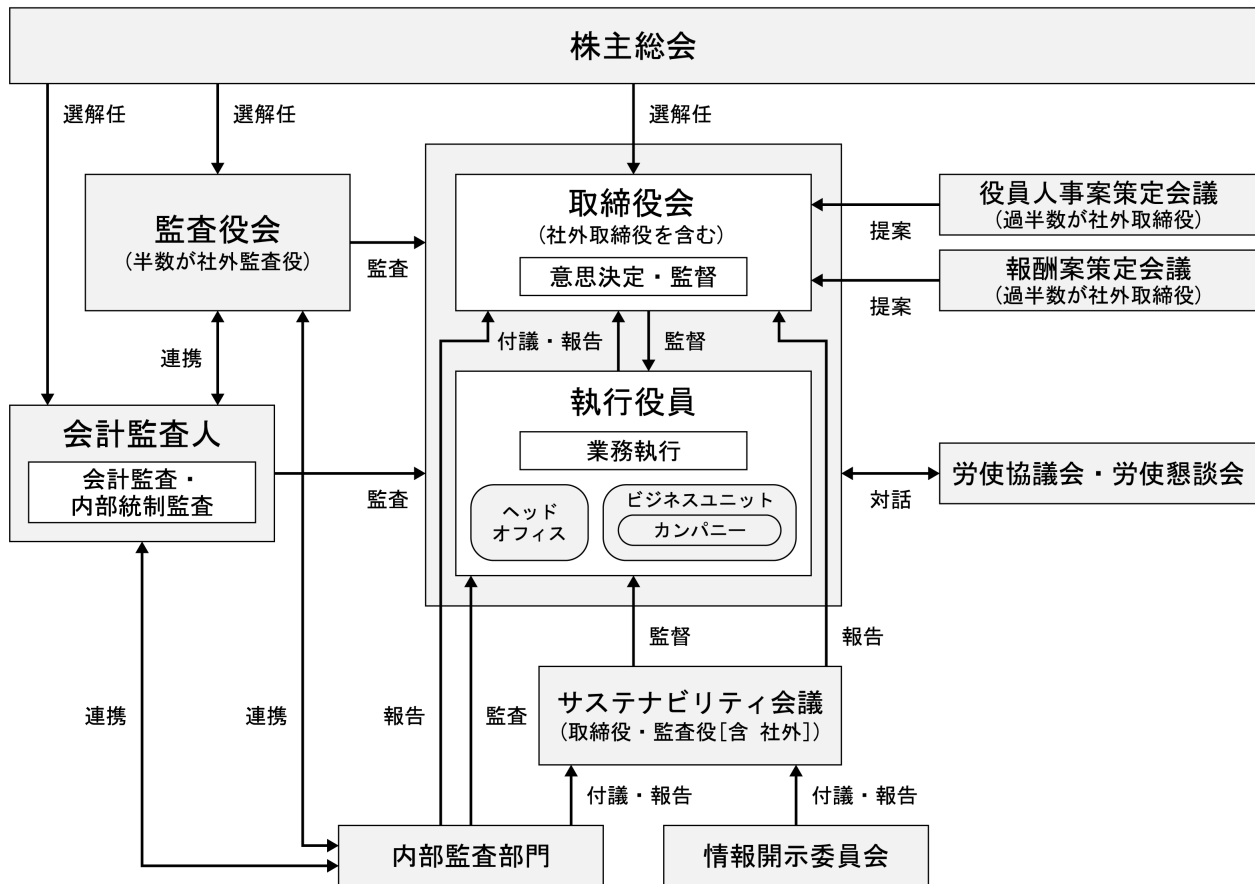 株主総会
選解任
選解任
選解任
監査役会
(半数が社外監査役)
監査
取締役会
(社外取締役を含む)
意思決定・監督
役員人事案策定会議
(過半数が社外取締役)
提案
報酬案策定会議
(過半数が社外取締役)
提案
連携
付議・報告
監督
会計監査人
会計監査・
内部統制監査
監査
執行役員
業務執行
ヘッド
オフィス
ビジネスユニット
カンパニー
労使協議会・労使懇談会
対話
監督
報告
連携
連携
報告
監査
サステナビリティ会議
(取締役・監査役[含 社外])
付議・報告
付議・報告
内部監査部門
情報開示委員会